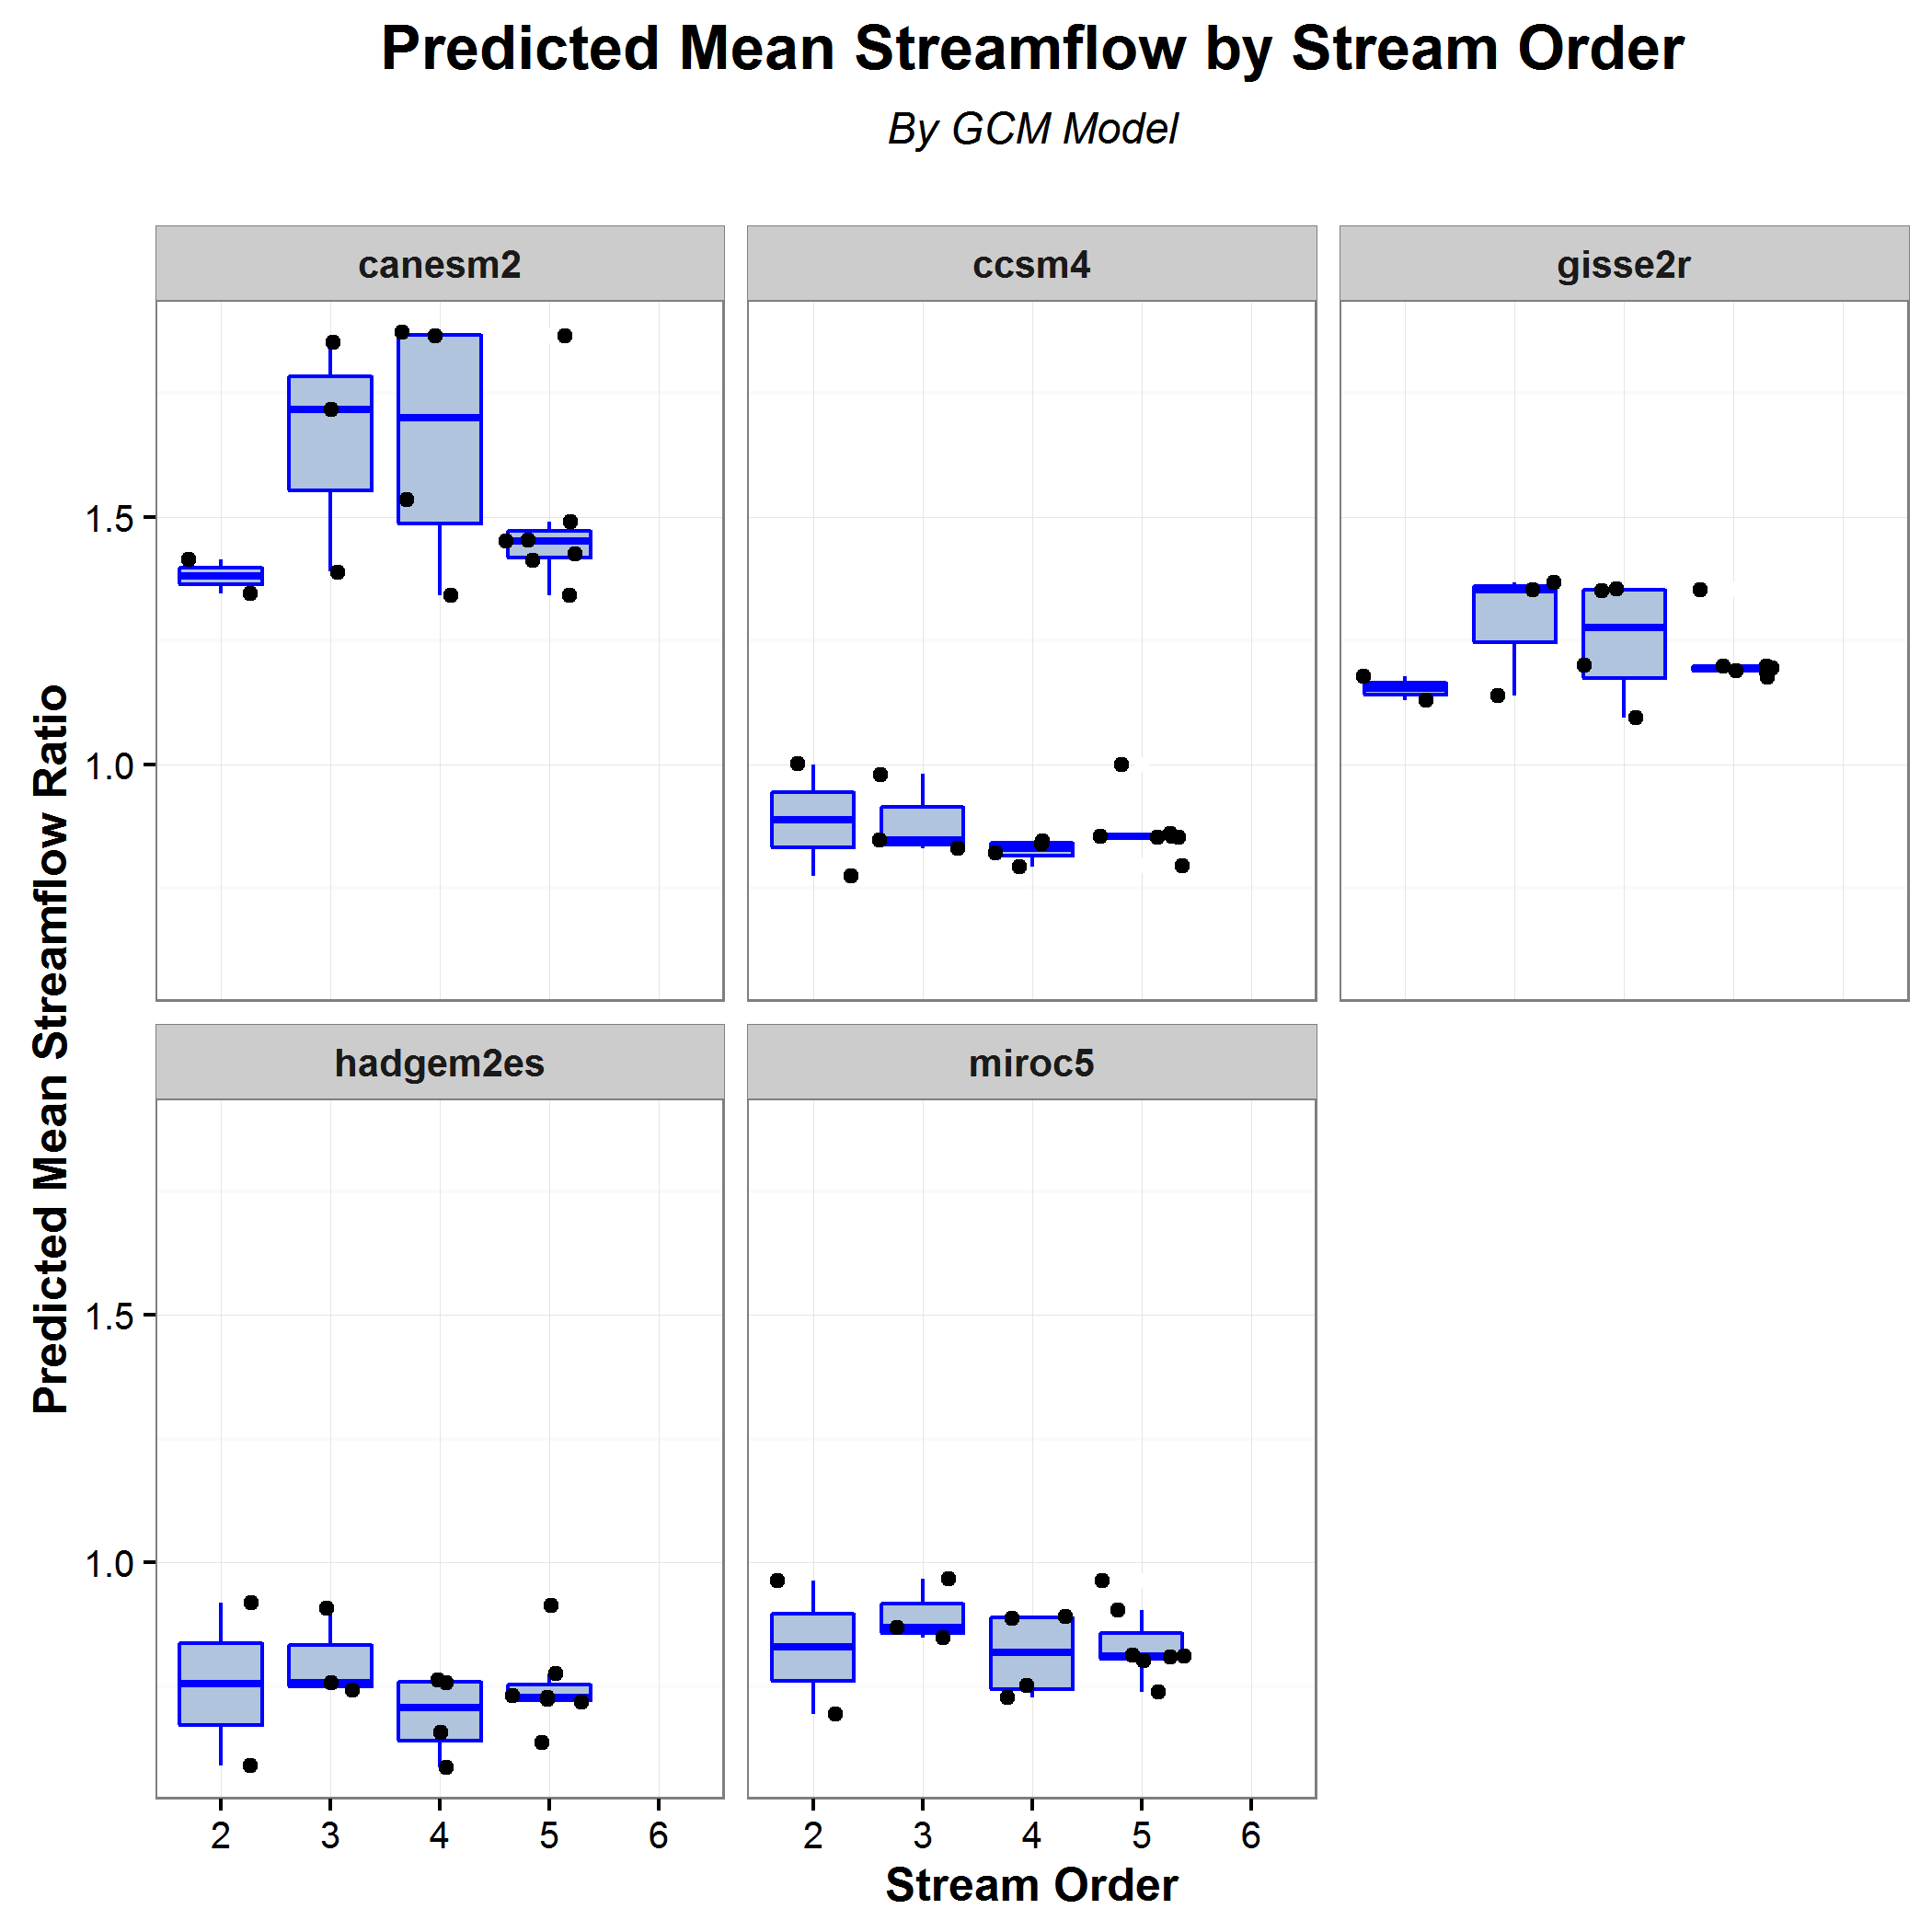 Predicted Mean Streamflow by Stream Order
By GCM Model
canesm2
ccsm4
gisse2r
1.5
1.0
Predicted Mean Streamflow Ratio
hadgem2es
miroc5
1.5
1.0
2 3 4 5 6
2 3 4 5 6
Stream Order